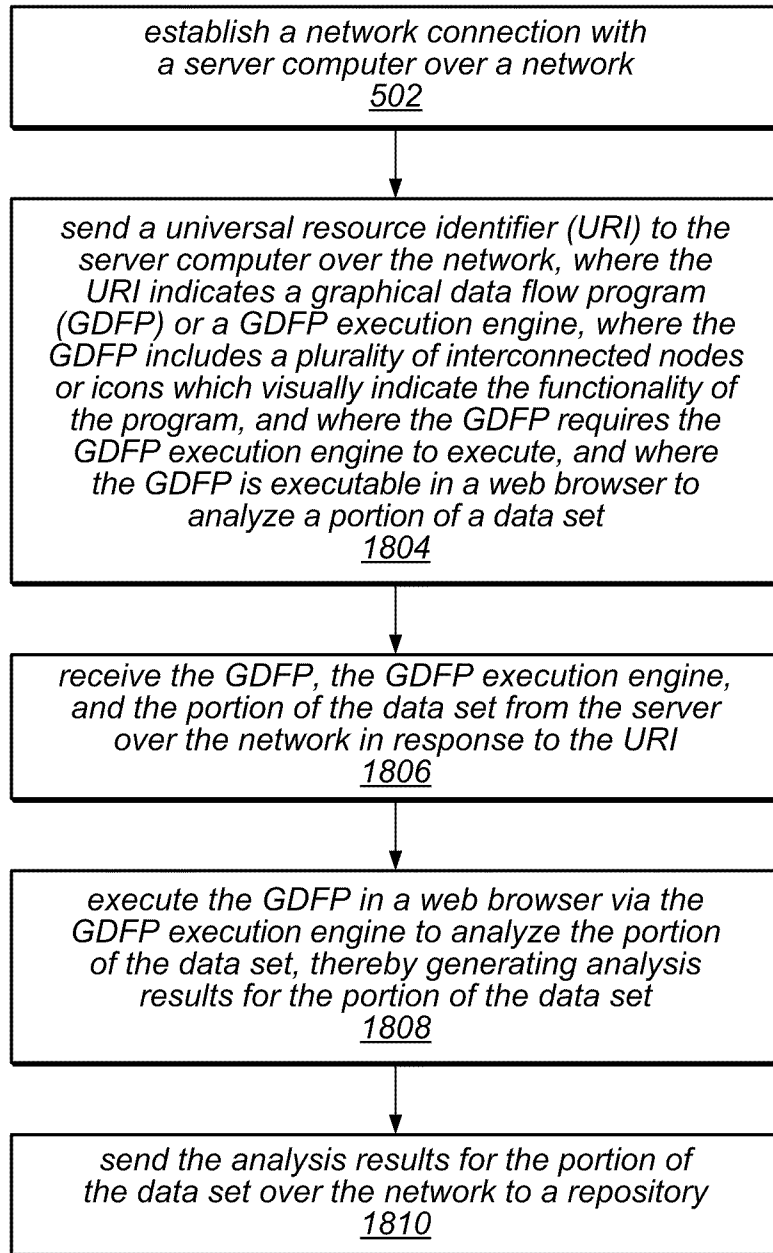 establish a network connection with
a server computer over a network
502
send a universal resource identifier (URI) to the
server computer over the network, where the
URI indicates a graphical data flow program
(GDFP) or a GDFP execution engine, where the
GDFP includes a plurality of interconnected nodes
or icons which visually indicate the functionality of
the program, and where the GDFP requires the
GDFP execution engine to execute, and where
the GDFP is executable in a web browser to
analyze a portion of a data set
1804
receive the GDFP, the GDFP execution engine,
and the portion of the data set from the server
over the network in response to the URI
1806
execute the GDFP in a web browser via the
GDFP execution engine to analyze the portion
of the data set, thereby generating analysis
results for the portion of the data set
1808
send the analysis results for the portion of
the data set over the network to a repository
1810